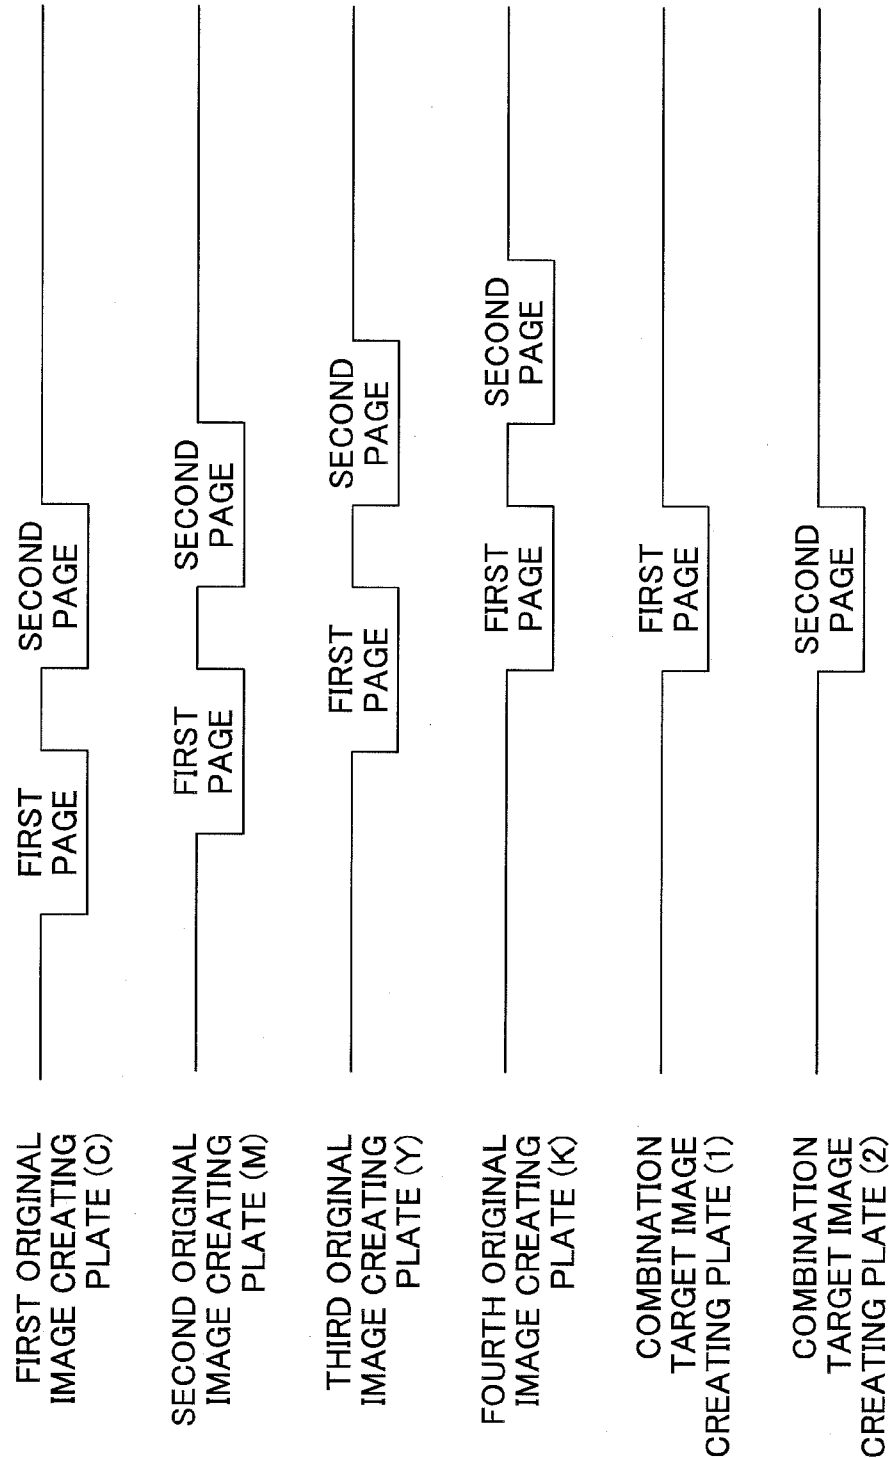 FIRST ORIGINAL
IMAGE CREATING
PLATE (C)
FIRST
PAGE
SECOND
PAGE
SECOND ORIGINAL
IMAGE CREATING
PLATE (M)
FIRST
PAGE
SECOND
PAGE
THIRD ORIGINAL
IMAGE CREATING
PLATE (Y)
FIRST
PAGE
SECOND
PAGE
FOURTH ORIGINAL
IMAGE CREATING
PLATE (K)
FIRST
PAGE
SECOND
PAGE
COMBINATION
TARGET IMAGE
CREATING PLATE (1)
FIRST
PAGE
COMBINATION
TARGET IMAGE
CREATING PLATE (2)
SECOND
PAGE